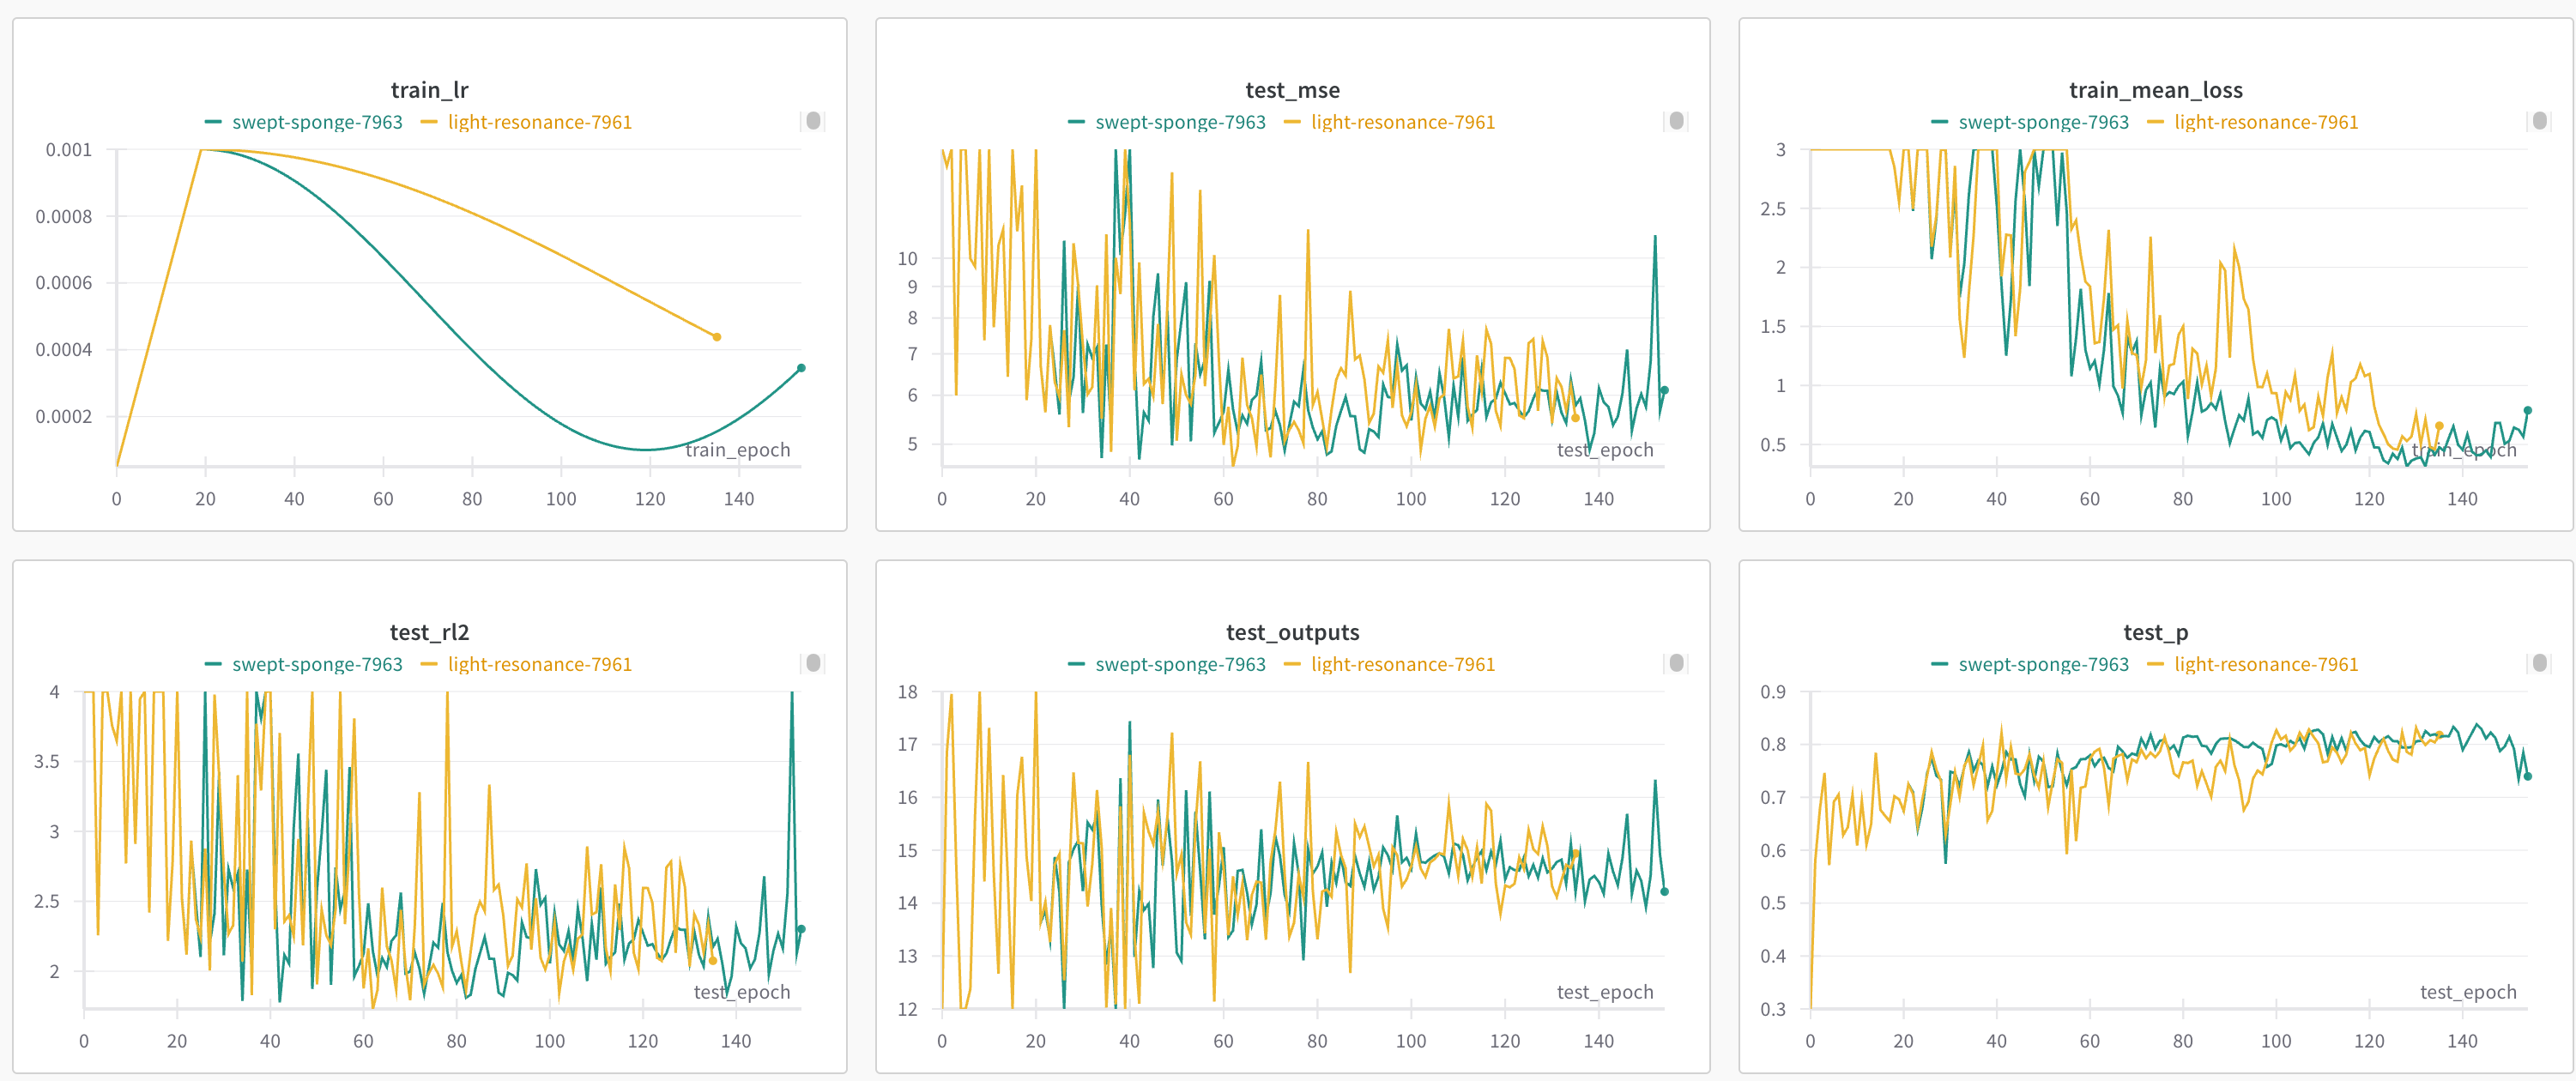 train_lr
swept-sponge-7963 light-resonance-7961
0.001
0.0008
0.0006
0.0004
0.0002
train_epoch
0 20 40 60 80 100 120 140
test_mse
swept-sponge-7963 light-resonance-7961
10
9
8
7
6
5
test_epoch
0 20 40 60 80 100 120 140
train_mean_loss
swept-sponge-7963 light-resonance-7961
3
2.5
2
1.5
1
0.5
train_epoch
0 20 40 60 80 100 120 140
test_rl2
swept-sponge-7963 light-resonance-7961
4
3.5
3
2.5
2
test_epoch
0 20 40 60 80 100 120 140
test_outputs
swept-sponge-7963 light-resonance-7961
18
17
16
15
14
13
12
test_epoch
0 20 40 60 80 100 120 140
test_p
swept-sponge-7963 light-resonance-7961
0.9
0.8
0.7
0.6
0.5
0.4
0.3
test_epoch
0 20 40 60 80 100 120 140